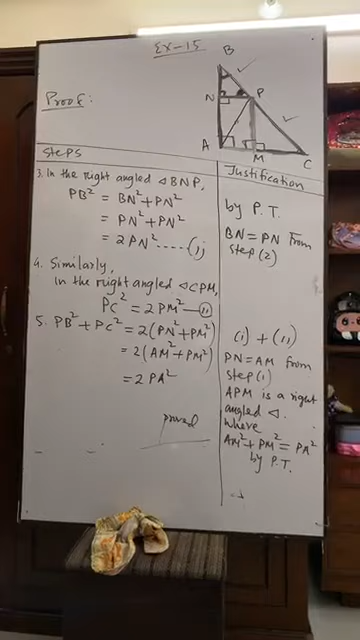 Ex-15
Proof:
B
N
P
A
M
C
Steps
Justification
3. In the right angled ◁BNP,
PB² = BN² + PN²
by P.T.
= PN² + PN²
BN = PN from
= 2PN² .....(i)
step (2)
4. Similarly,
in the right angled ◁CPM,
PC² = 2PM² —(ii)
5. PB² + PC² = 2(PN² + PM²)
(i) + (ii)
= 2(AM² + PM²)
PN = AM from
step (1)
= 2PA²
APM is a right
angled ◁.
where
proved
AM² + PM² = PA²
by P.T.